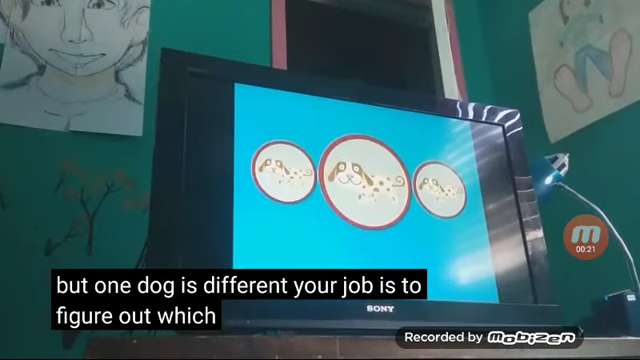 00:21
but one dog is different your job is to
figure out which
SONY
Recorded by mobizen